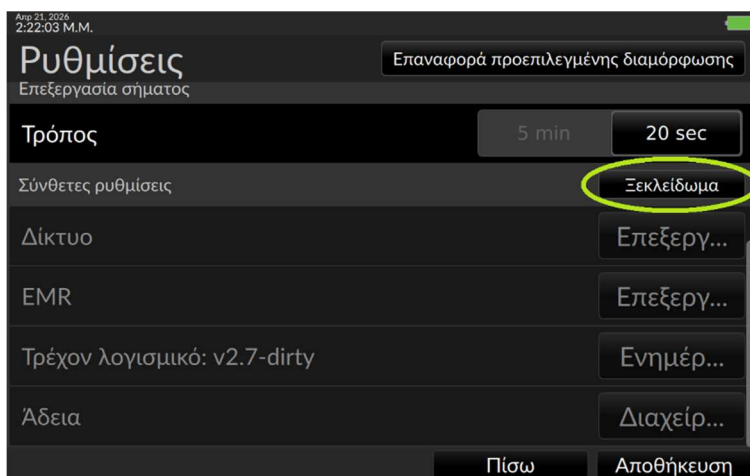 Απρ 21, 2026
2:22:03 Μ.Μ.
Ρυθμίσεις
Επαναφορά προεπιλεγμένης διαμόρφωσης
Επεξεργασία σήματος
Τρόπος
5 min
20 sec
Σύνθετες ρυθμίσεις
Ξεκλείδωμα
Δίκτυο
Επεξεργ...
EMR
Επεξεργ...
Τρέχον λογισμικό: v2.7-dirty
Ενημέρ...
Άδεια
Διαχείρ...
Πίσω
Αποθήκευση